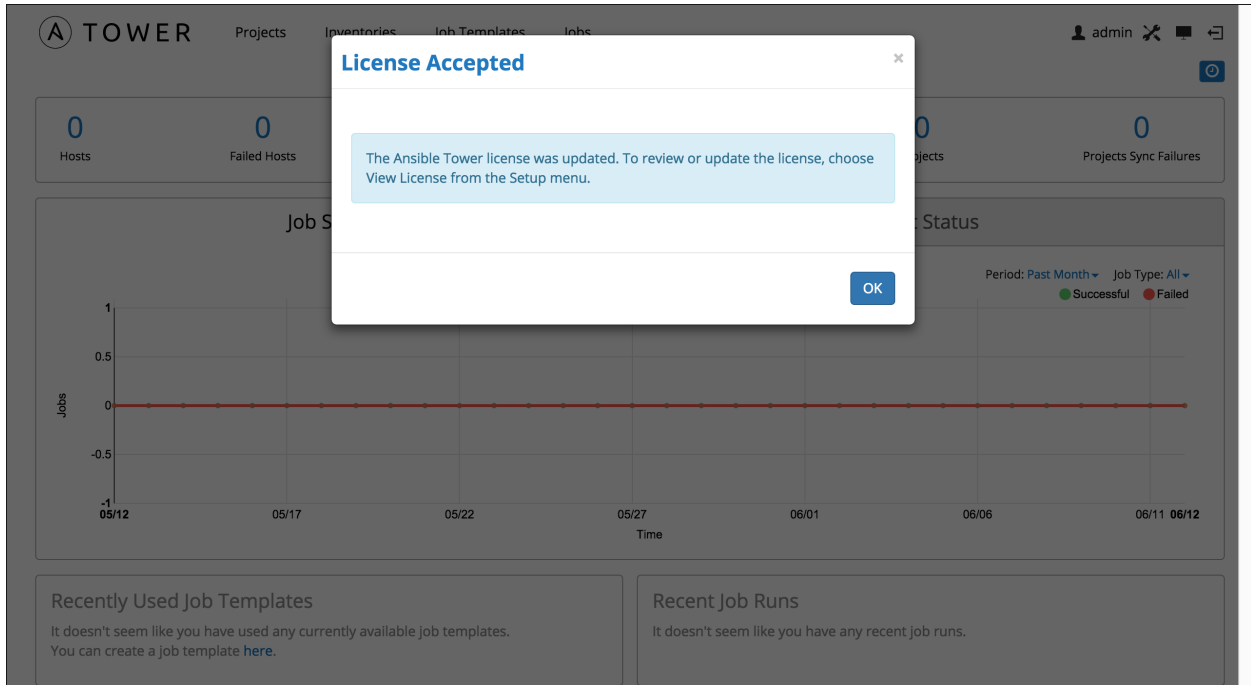 TOWER Projects Inventories Job Templates Jobs admin
License Accepted ×
0 0 0 0
Hosts Failed Hosts ojects Projects Sync Failures
The Ansible Tower license was updated. To review or update the license, choose
View License from the Setup menu.
Job S t Status
OK
Period: Past Month Job Type: All
Successful Failed
1
0.5
0
-0.5
-1
Jobs
05/12 05/17 05/22 05/27 06/01 06/06 06/11 06/12
Time
Recently Used Job Templates
It doesn't seem like you have used any currently available job templates.
You can create a job template here.
Recent Job Runs
It doesn't seem like you have any recent job runs.